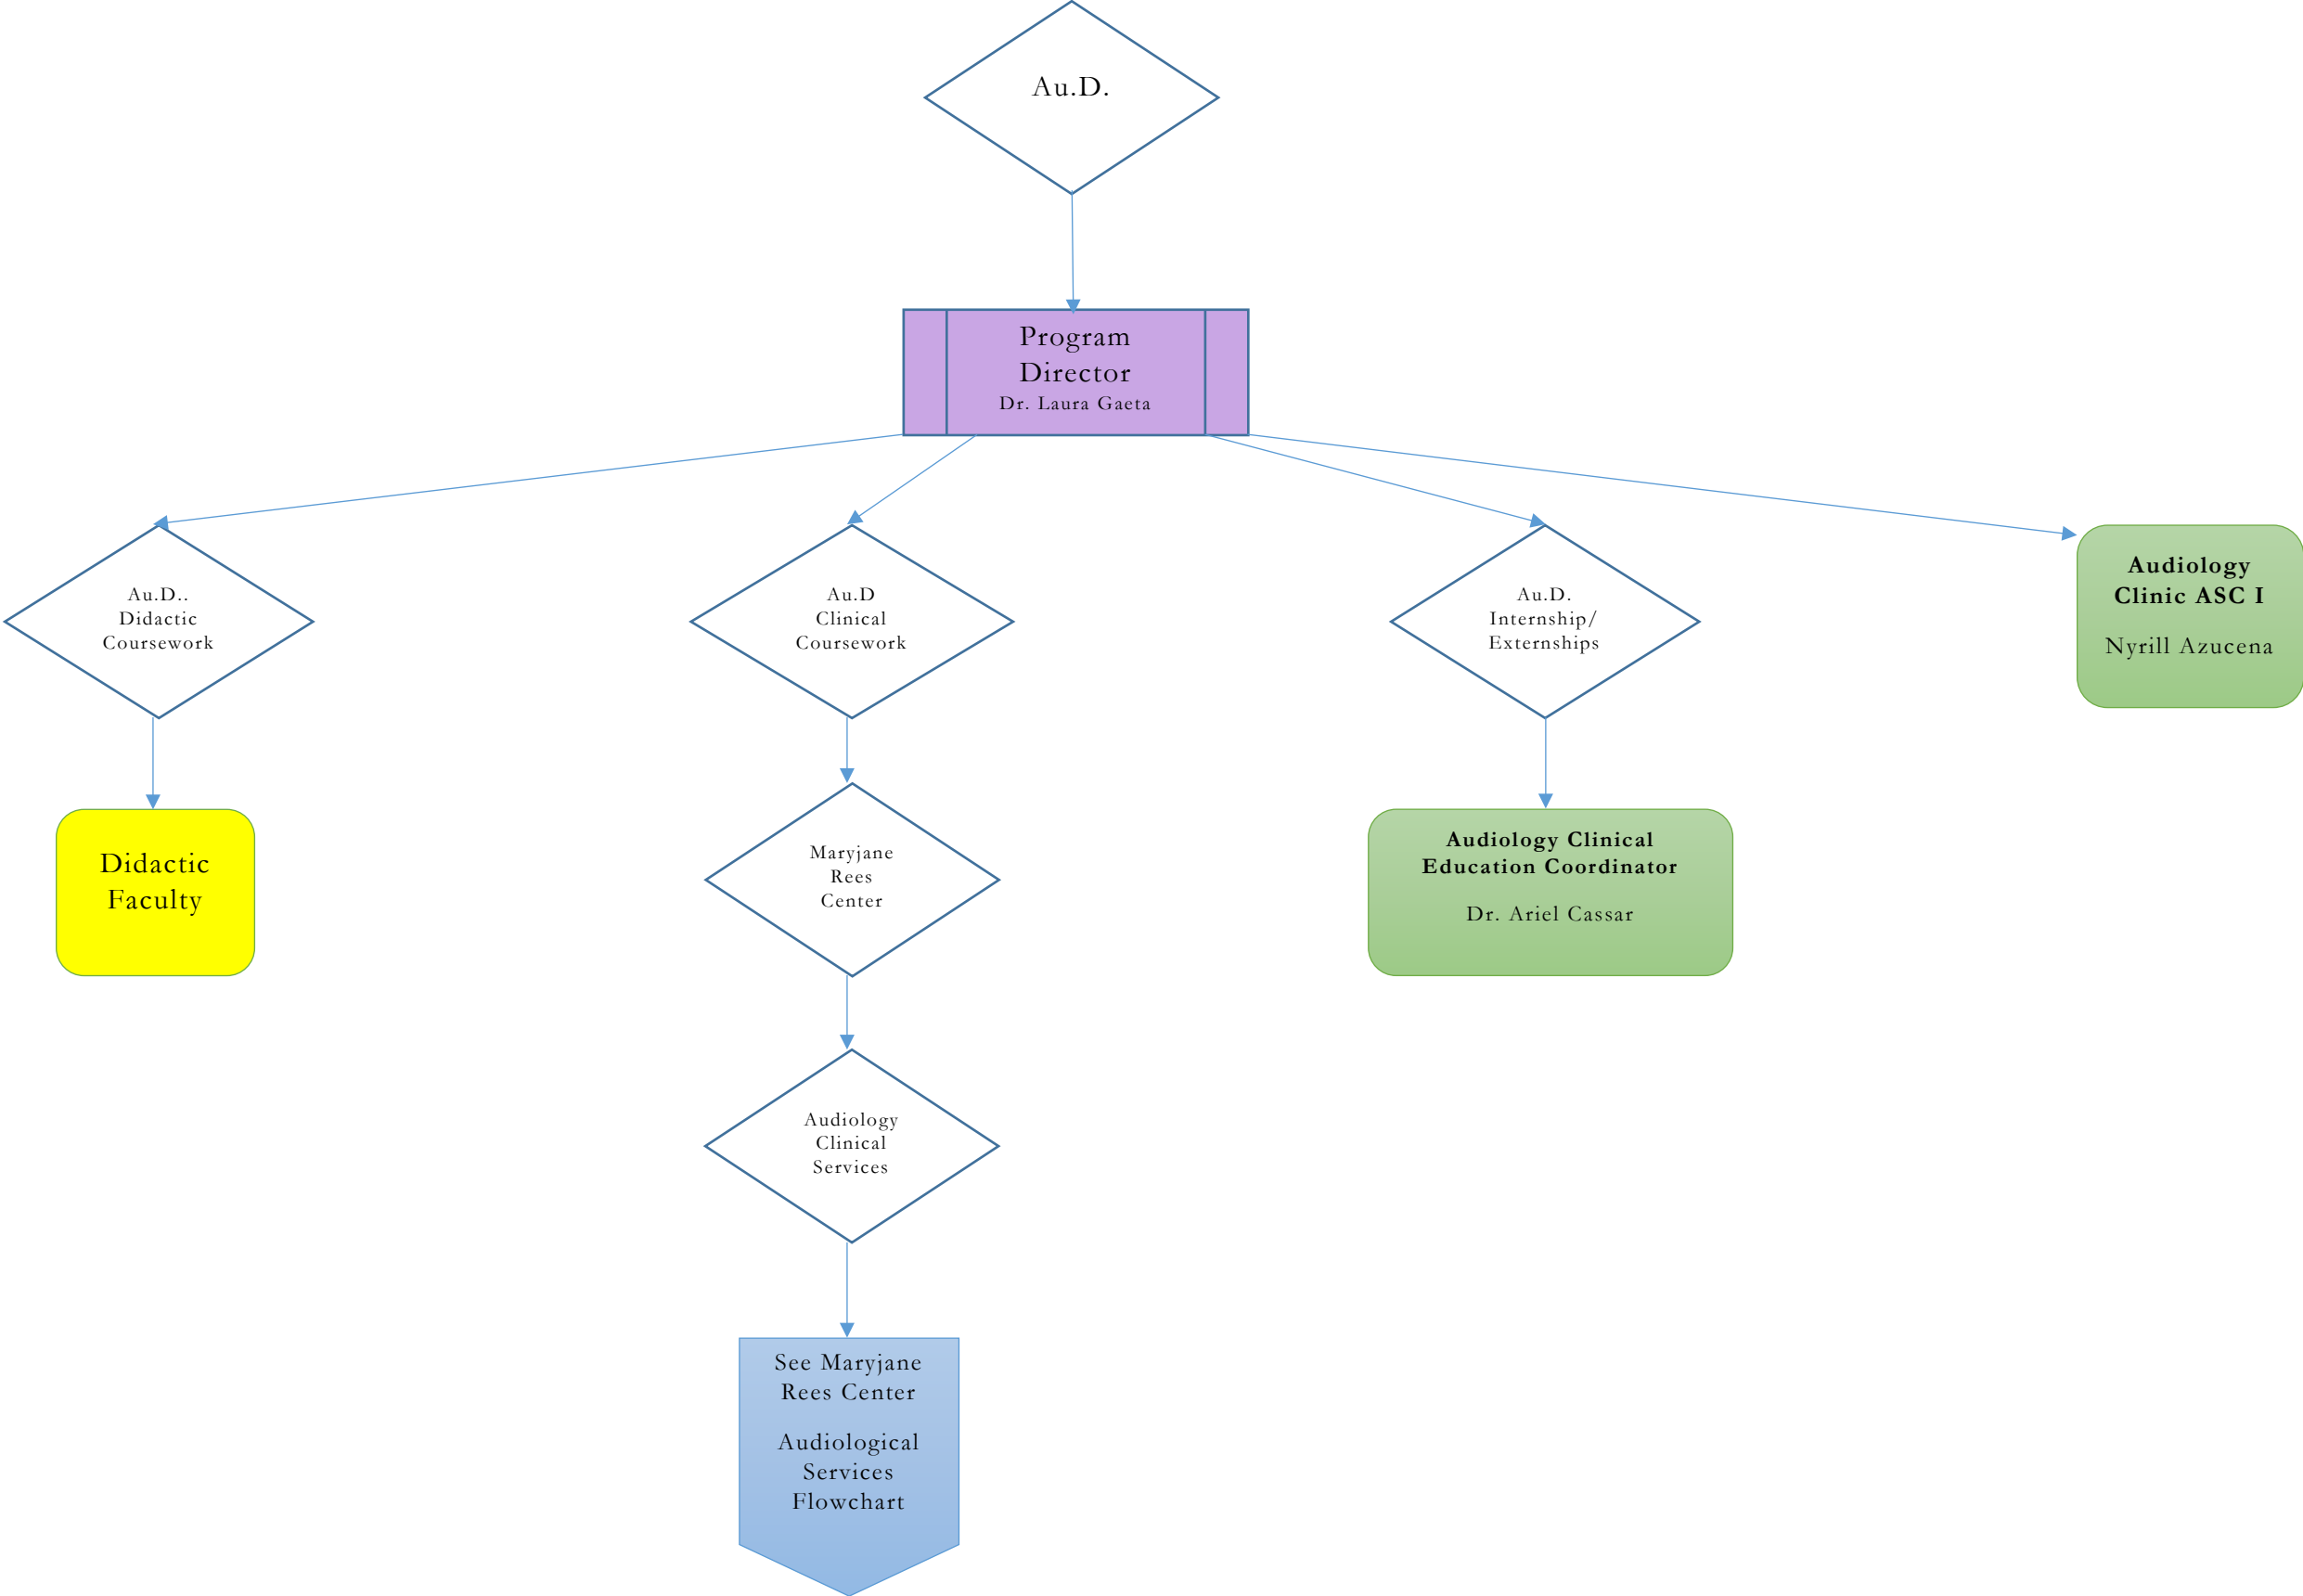 Au.D.
Program
Director
Dr. Laura Gaeta
Au.D..
Didactic
Coursework
Au.D
Clinical
Coursework
Au.D.
Internship/
Externships
Audiology
Clinic ASC I
Nyrill Azucena
Didactic
Faculty
Maryjane
Rees
Center
Audiology Clinical
Education Coordinator
Dr. Ariel Cassar
Audiology
Clinical
Services
See Maryjane
Rees Center
Audiological
Services
Flowchart